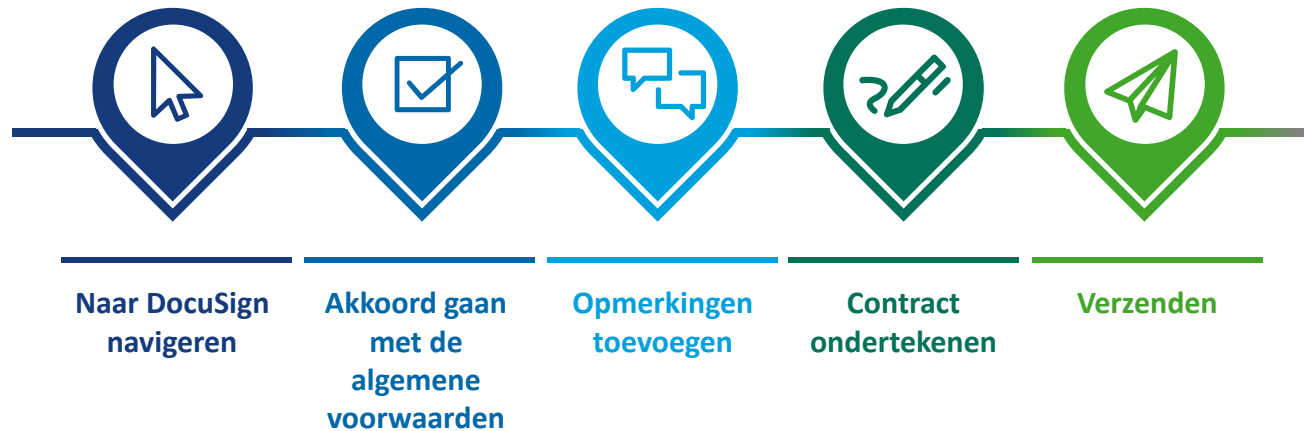 Naar DocuSign
navigeren
Akkoord gaan
met de
algemene
voorwaarden
Opmerkingen
toevoegen
Contract
ondertekenen
Verzenden